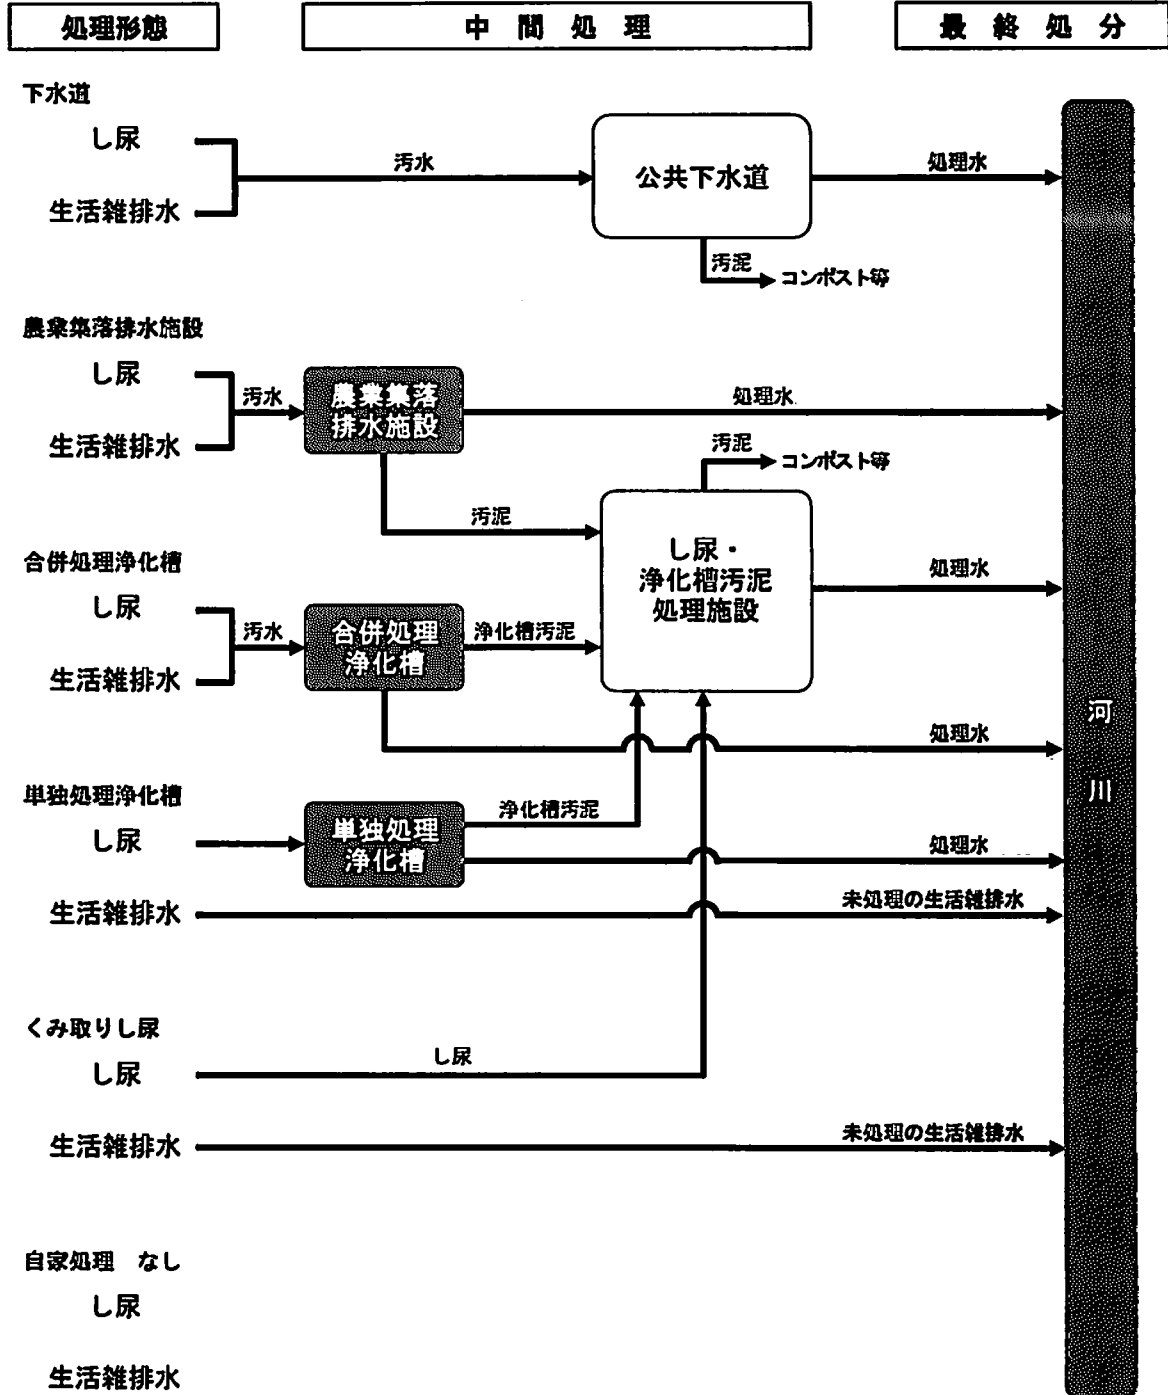 処理形態
中間処理
最終処分
下水道
し尿
生活雑排水
汚水
公共下水道
処理水
汚泥
コンポスト等
農業集落排水施設
し尿
生活雑排水
汚水
農業集落
排水施設
処理水
汚泥
コンポスト等
汚泥
し尿・
浄化槽汚泥
処理施設
処理水
合併処理浄化槽
し尿
生活雑排水
汚水
合併処理
浄化槽
浄化槽汚泥
処理水
河川
単独処理浄化槽
し尿
単独処理
浄化槽
浄化槽汚泥
処理水
生活雑排水
未処理の生活雑排水
くみ取りし尿
し尿
し尿
生活雑排水
未処理の生活雑排水
自家処理 なし
し尿
生活雑排水